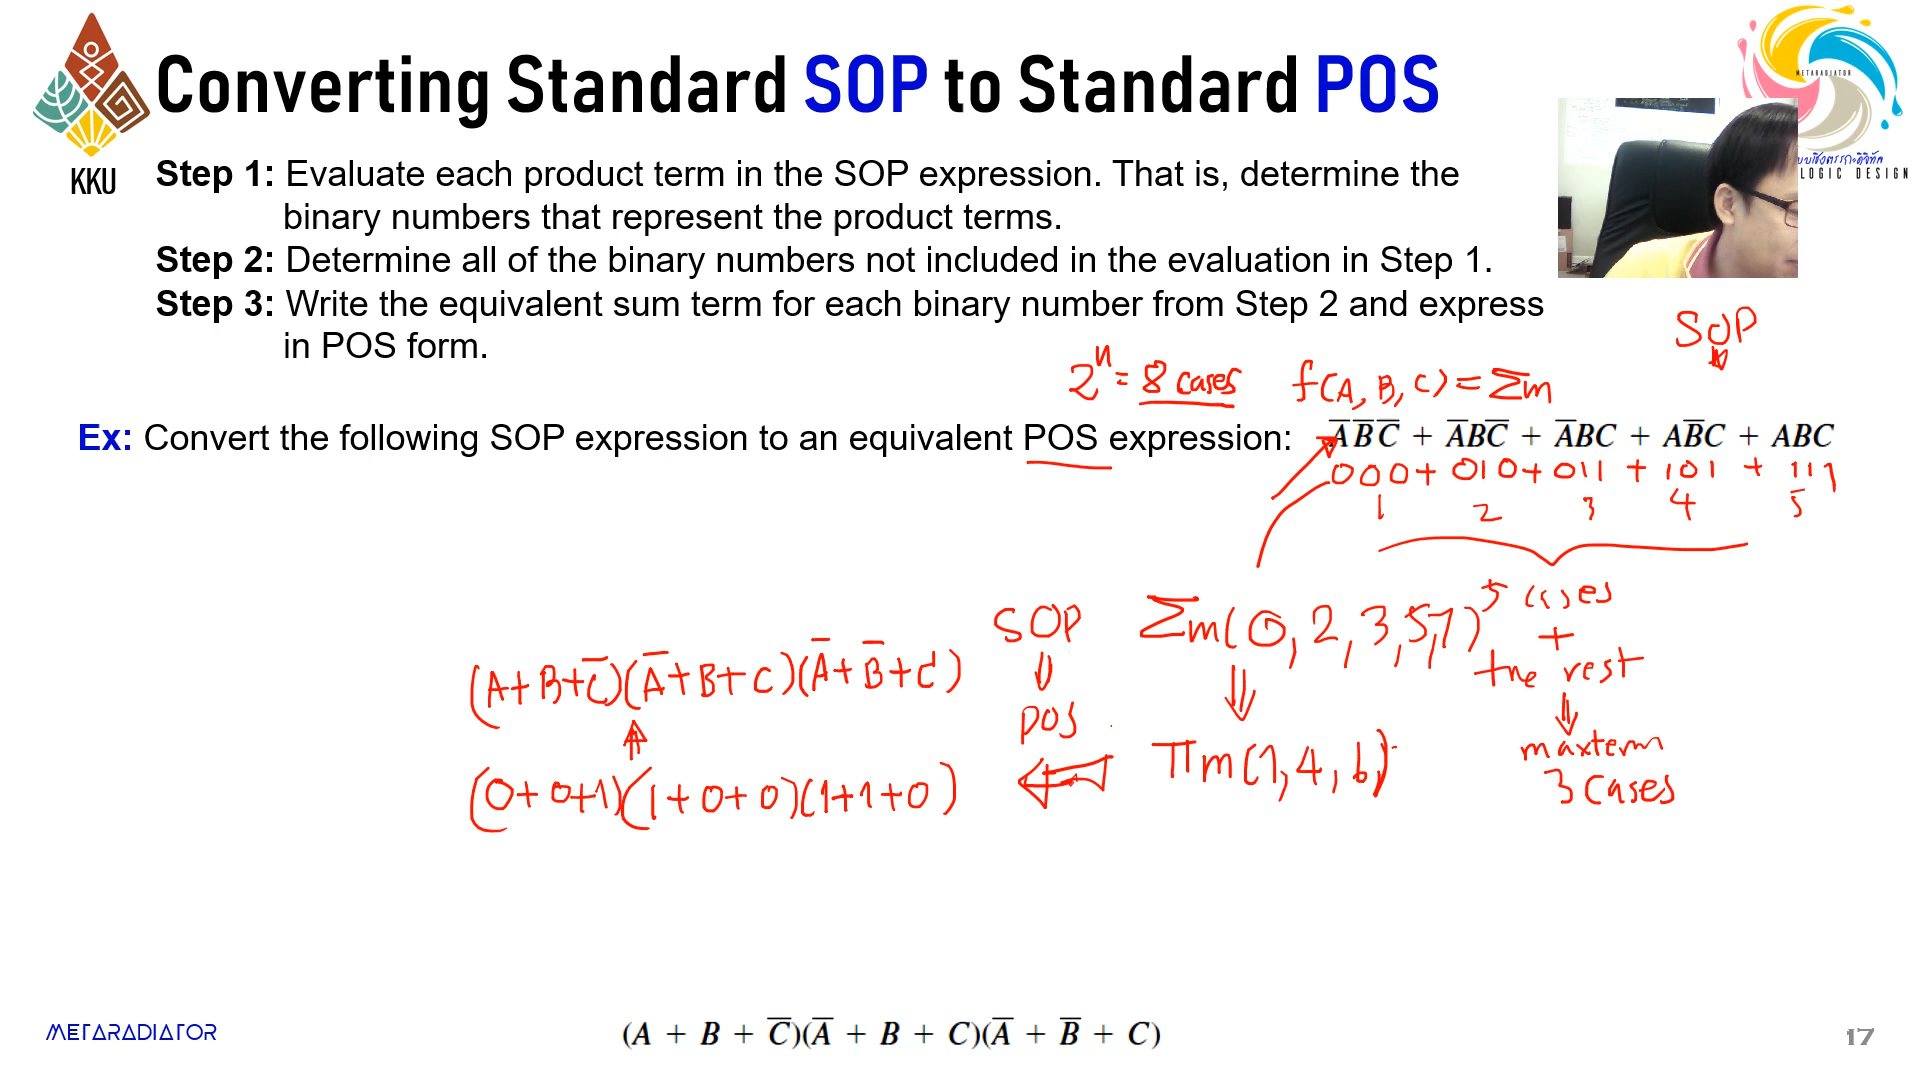 Converting Standard SOP to Standard POS
METARADIATOR
LOGIC DESIGN
KKU
Step 1: Evaluate each product term in the SOP expression. That is, determine the
binary numbers that represent the product terms.
Step 2: Determine all of the binary numbers not included in the evaluation in Step 1.
Step 3: Write the equivalent sum term for each binary number from Step 2 and express
in POS form.
SOP
2ⁿ = 8 cases f(A, B, C) = Σm
Ex: Convert the following SOP expression to an equivalent POS expression: A̅B̅C̅ + A̅BC̅ + A̅BC + AB̅C + ABC
000 + 010 + 011 + 101 + 111
1 2 3 4 5
5 cases
SOP Σm(0, 2, 3, 5, 7)
+
the rest
(A+B+C̅)(A̅+B+C)(A̅+B̅+C)
POS
maxterm
πm(1, 4, 6)
3 cases
(0+0+1)(1+0+0)(1+1+0)
(A + B + C̅)(A̅ + B + C)(A̅ + B̅ + C)
METARADIATOR
17